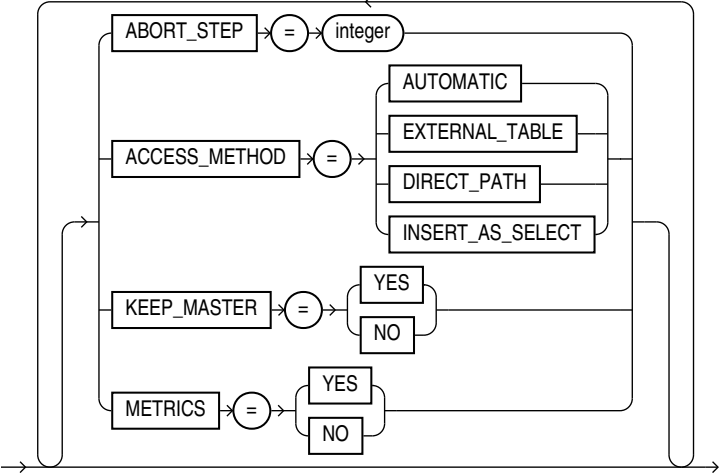 ABORT_STEP = integer
AUTOMATIC
EXTERNAL_TABLE
ACCESS_METHOD =
DIRECT_PATH
INSERT_AS_SELECT
YES
KEEP_MASTER =
NO
YES
METRICS =
NO